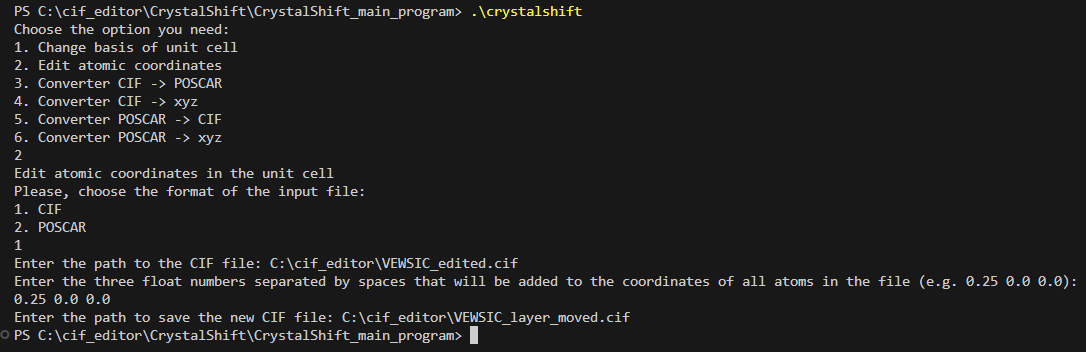 PS C:\cif_editor\CrystalShift\CrystalShift_main_program> .\crystalshift
Choose the option you need:
1. Change basis of unit cell
2. Edit atomic coordinates
3. Converter CIF -> POSCAR
4. Converter CIF -> xyz
5. Converter POSCAR -> CIF
6. Converter POSCAR -> xyz
2
Edit atomic coordinates in the unit cell
Please, choose the format of the input file:
1. CIF
2. POSCAR
1
Enter the path to the CIF file: C:\cif_editor\VEWSIC_edited.cif
Enter the three float numbers separated by spaces that will be added to the coordinates of all atoms in the file (e.g. 0.25 0.0 0.0):
0.25 0.0 0.0
Enter the path to save the new CIF file: C:\cif_editor\VEWSIC_layer_moved.cif
PS C:\cif_editor\CrystalShift\CrystalShift_main_program>